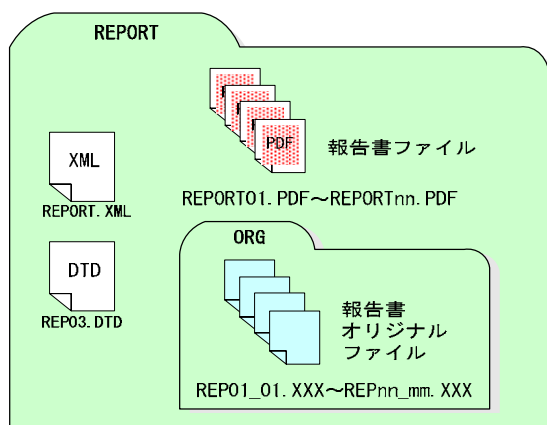 REPORT
PDF
報告書ファイル
REPORT01.PDF～REPORTnn.PDF
XML
REPORT.XML
DTD
REP03.DTD
ORG
報告書
オリジナル
ファイル
REP01_01.XXX～REPnn_mm.XXX